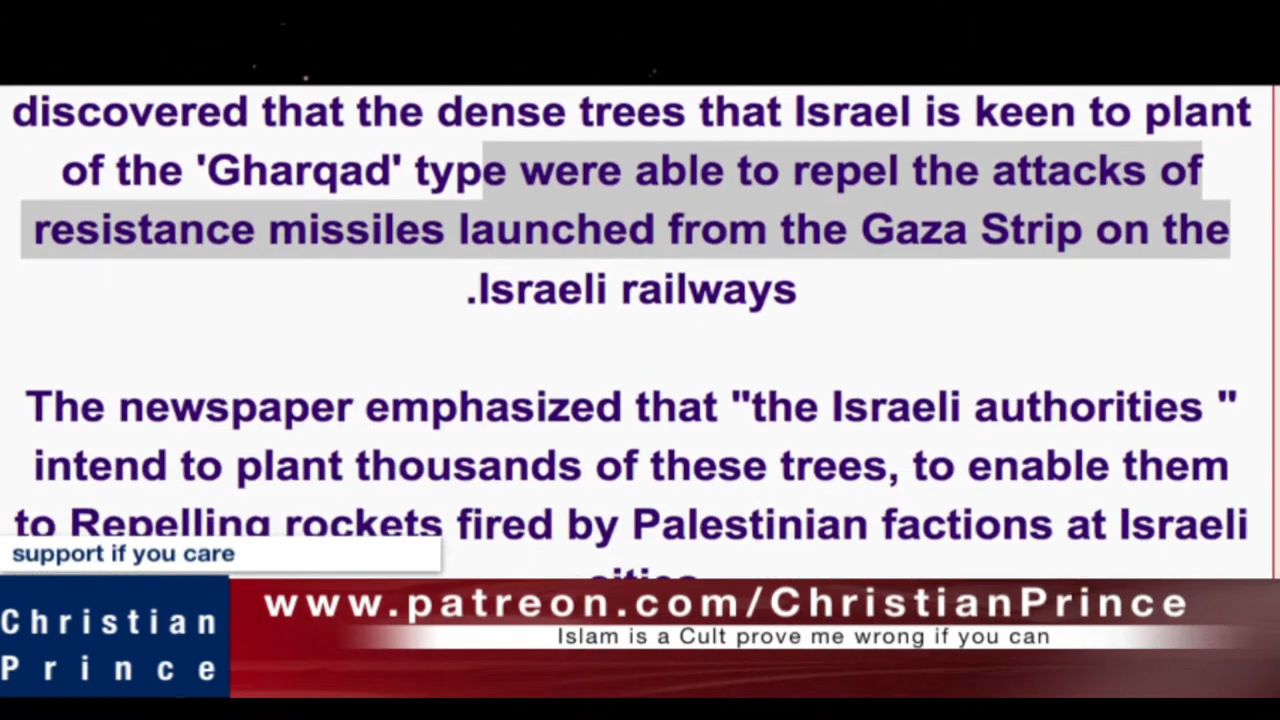 discovered that the dense trees that Israel is keen to plant
of the 'Gharqad' type were able to repel the attacks of
resistance missiles launched from the Gaza Strip on the
.Israeli railways
The newspaper emphasized that "the Israeli authorities "
intend to plant thousands of these trees, to enable them
to Repelling rockets fired by Palestinian factions at Israeli
cities
support if you care
Christian
Prince
www.patreon.com/ChristianPrince
Islam is a Cult prove me wrong if you can